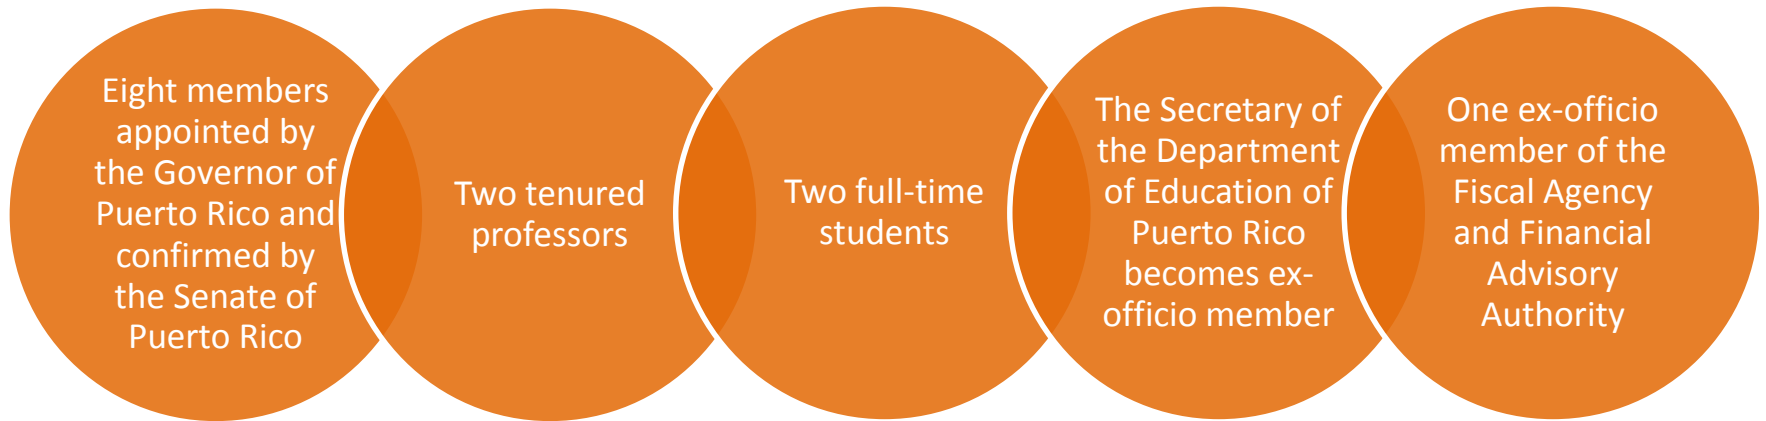 Eight members
appointed by
the Governor of
Puerto Rico and
confirmed by
the Senate of
Puerto Rico
Two tenured
professors
Two full-time
students
The Secretary of
the Department
of Education of
Puerto Rico
becomes ex-
officio member
One ex-officio
member of the
Fiscal Agency
and Financial
Advisory
Authority